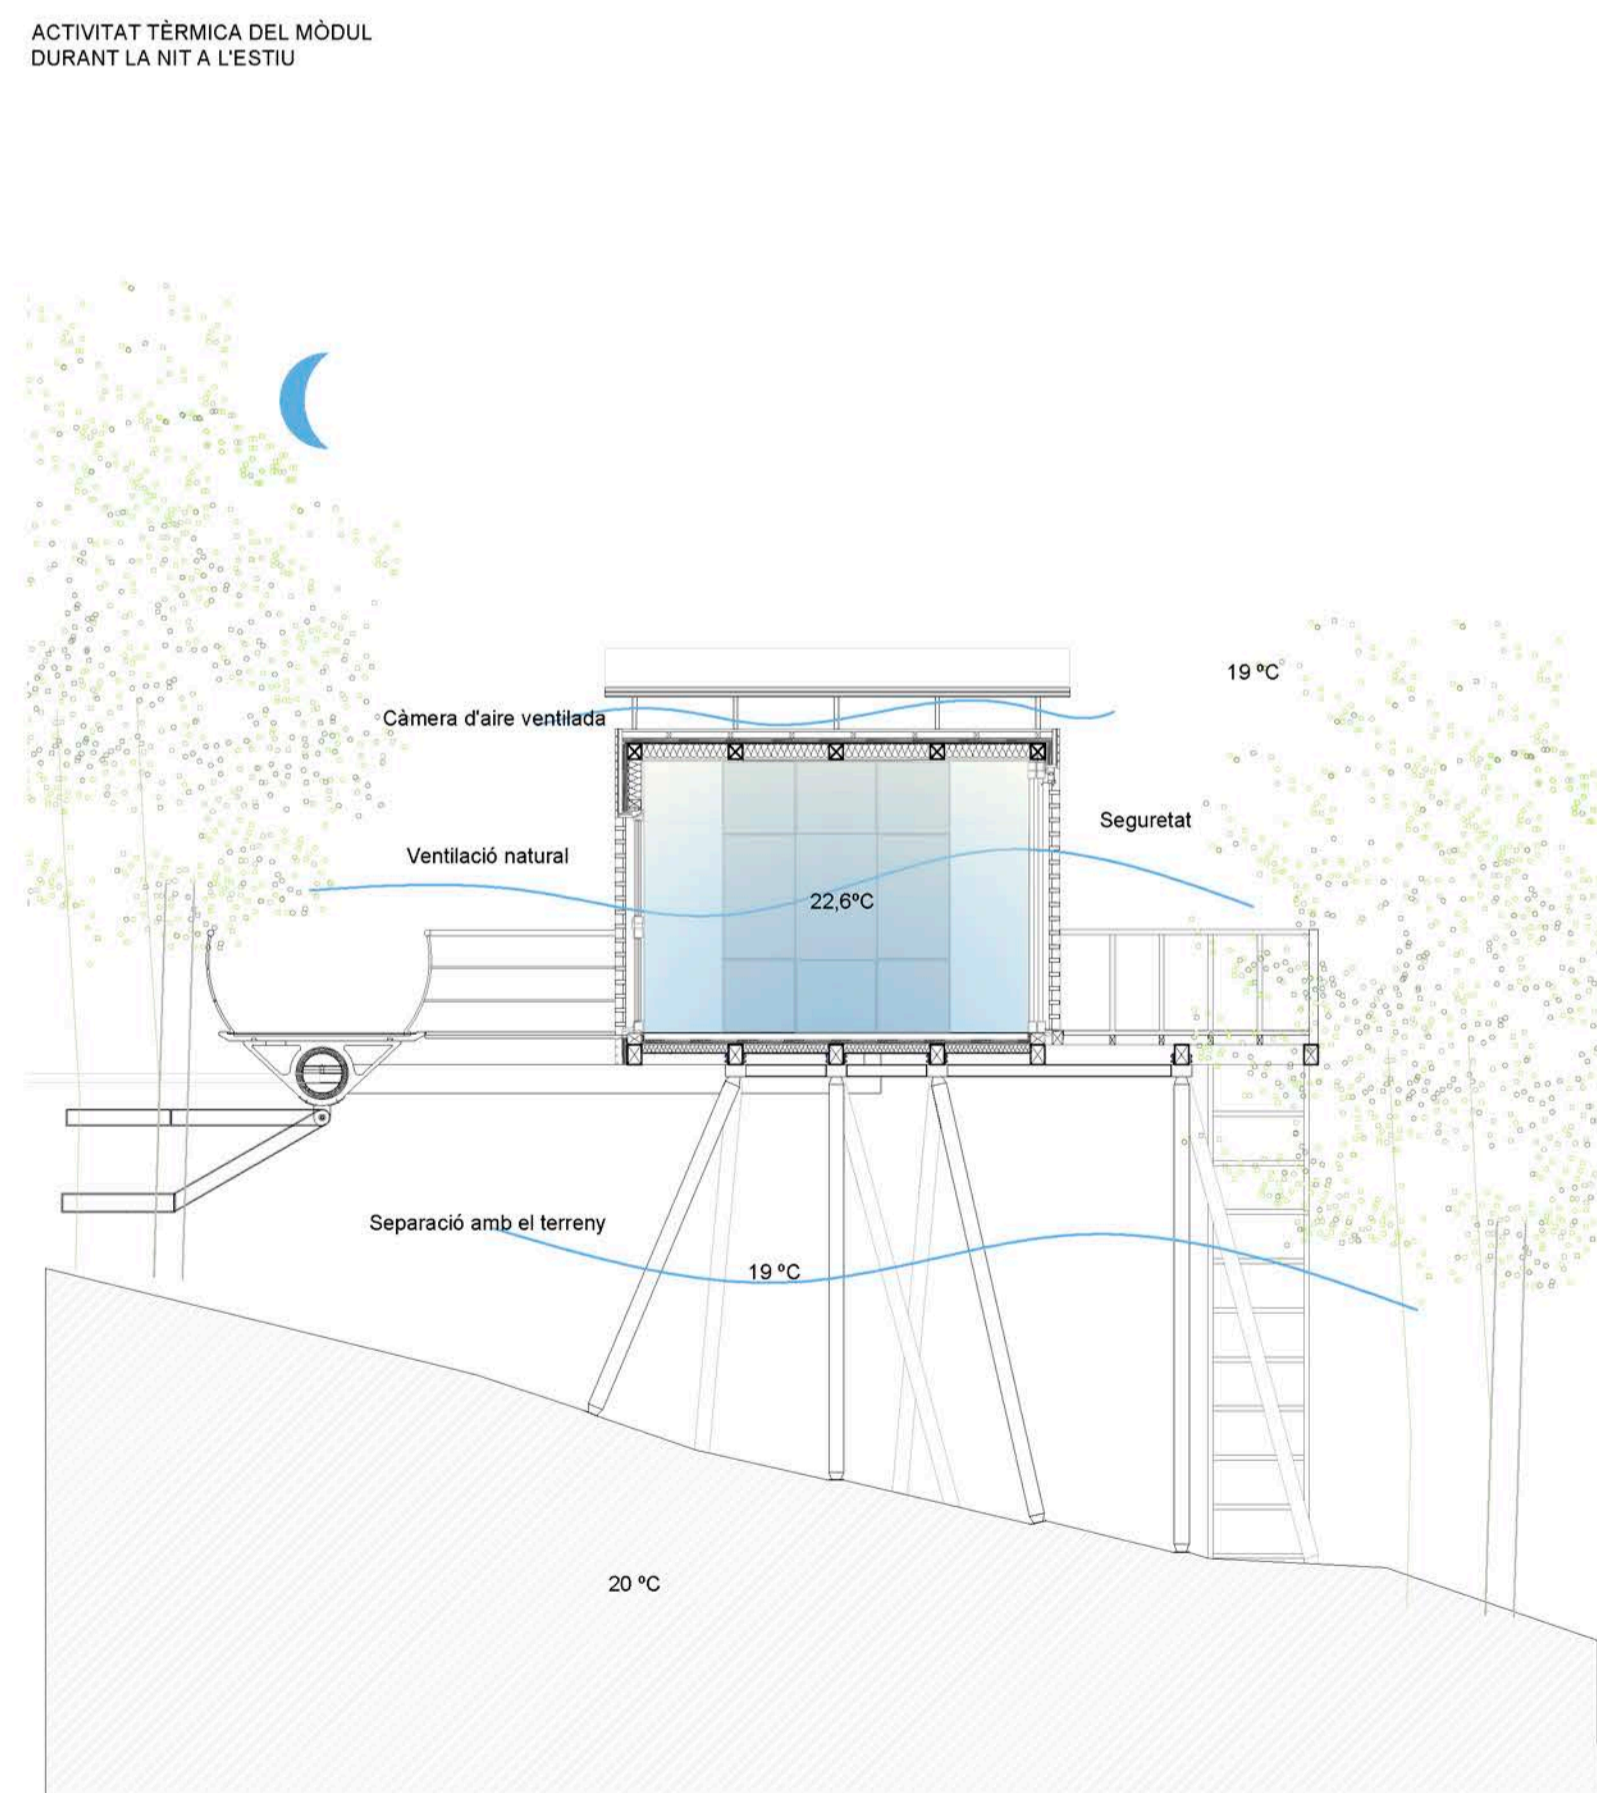 ACTIVITAT TÈRMICA DEL MÒDUL
DURANT LA NIT A L'ESTIU
19 ºC
Càmera d'aire ventilada
Seguretat
Ventilació natural
22,6ºC
Separació amb el terreny
19 ºC
20 ºC